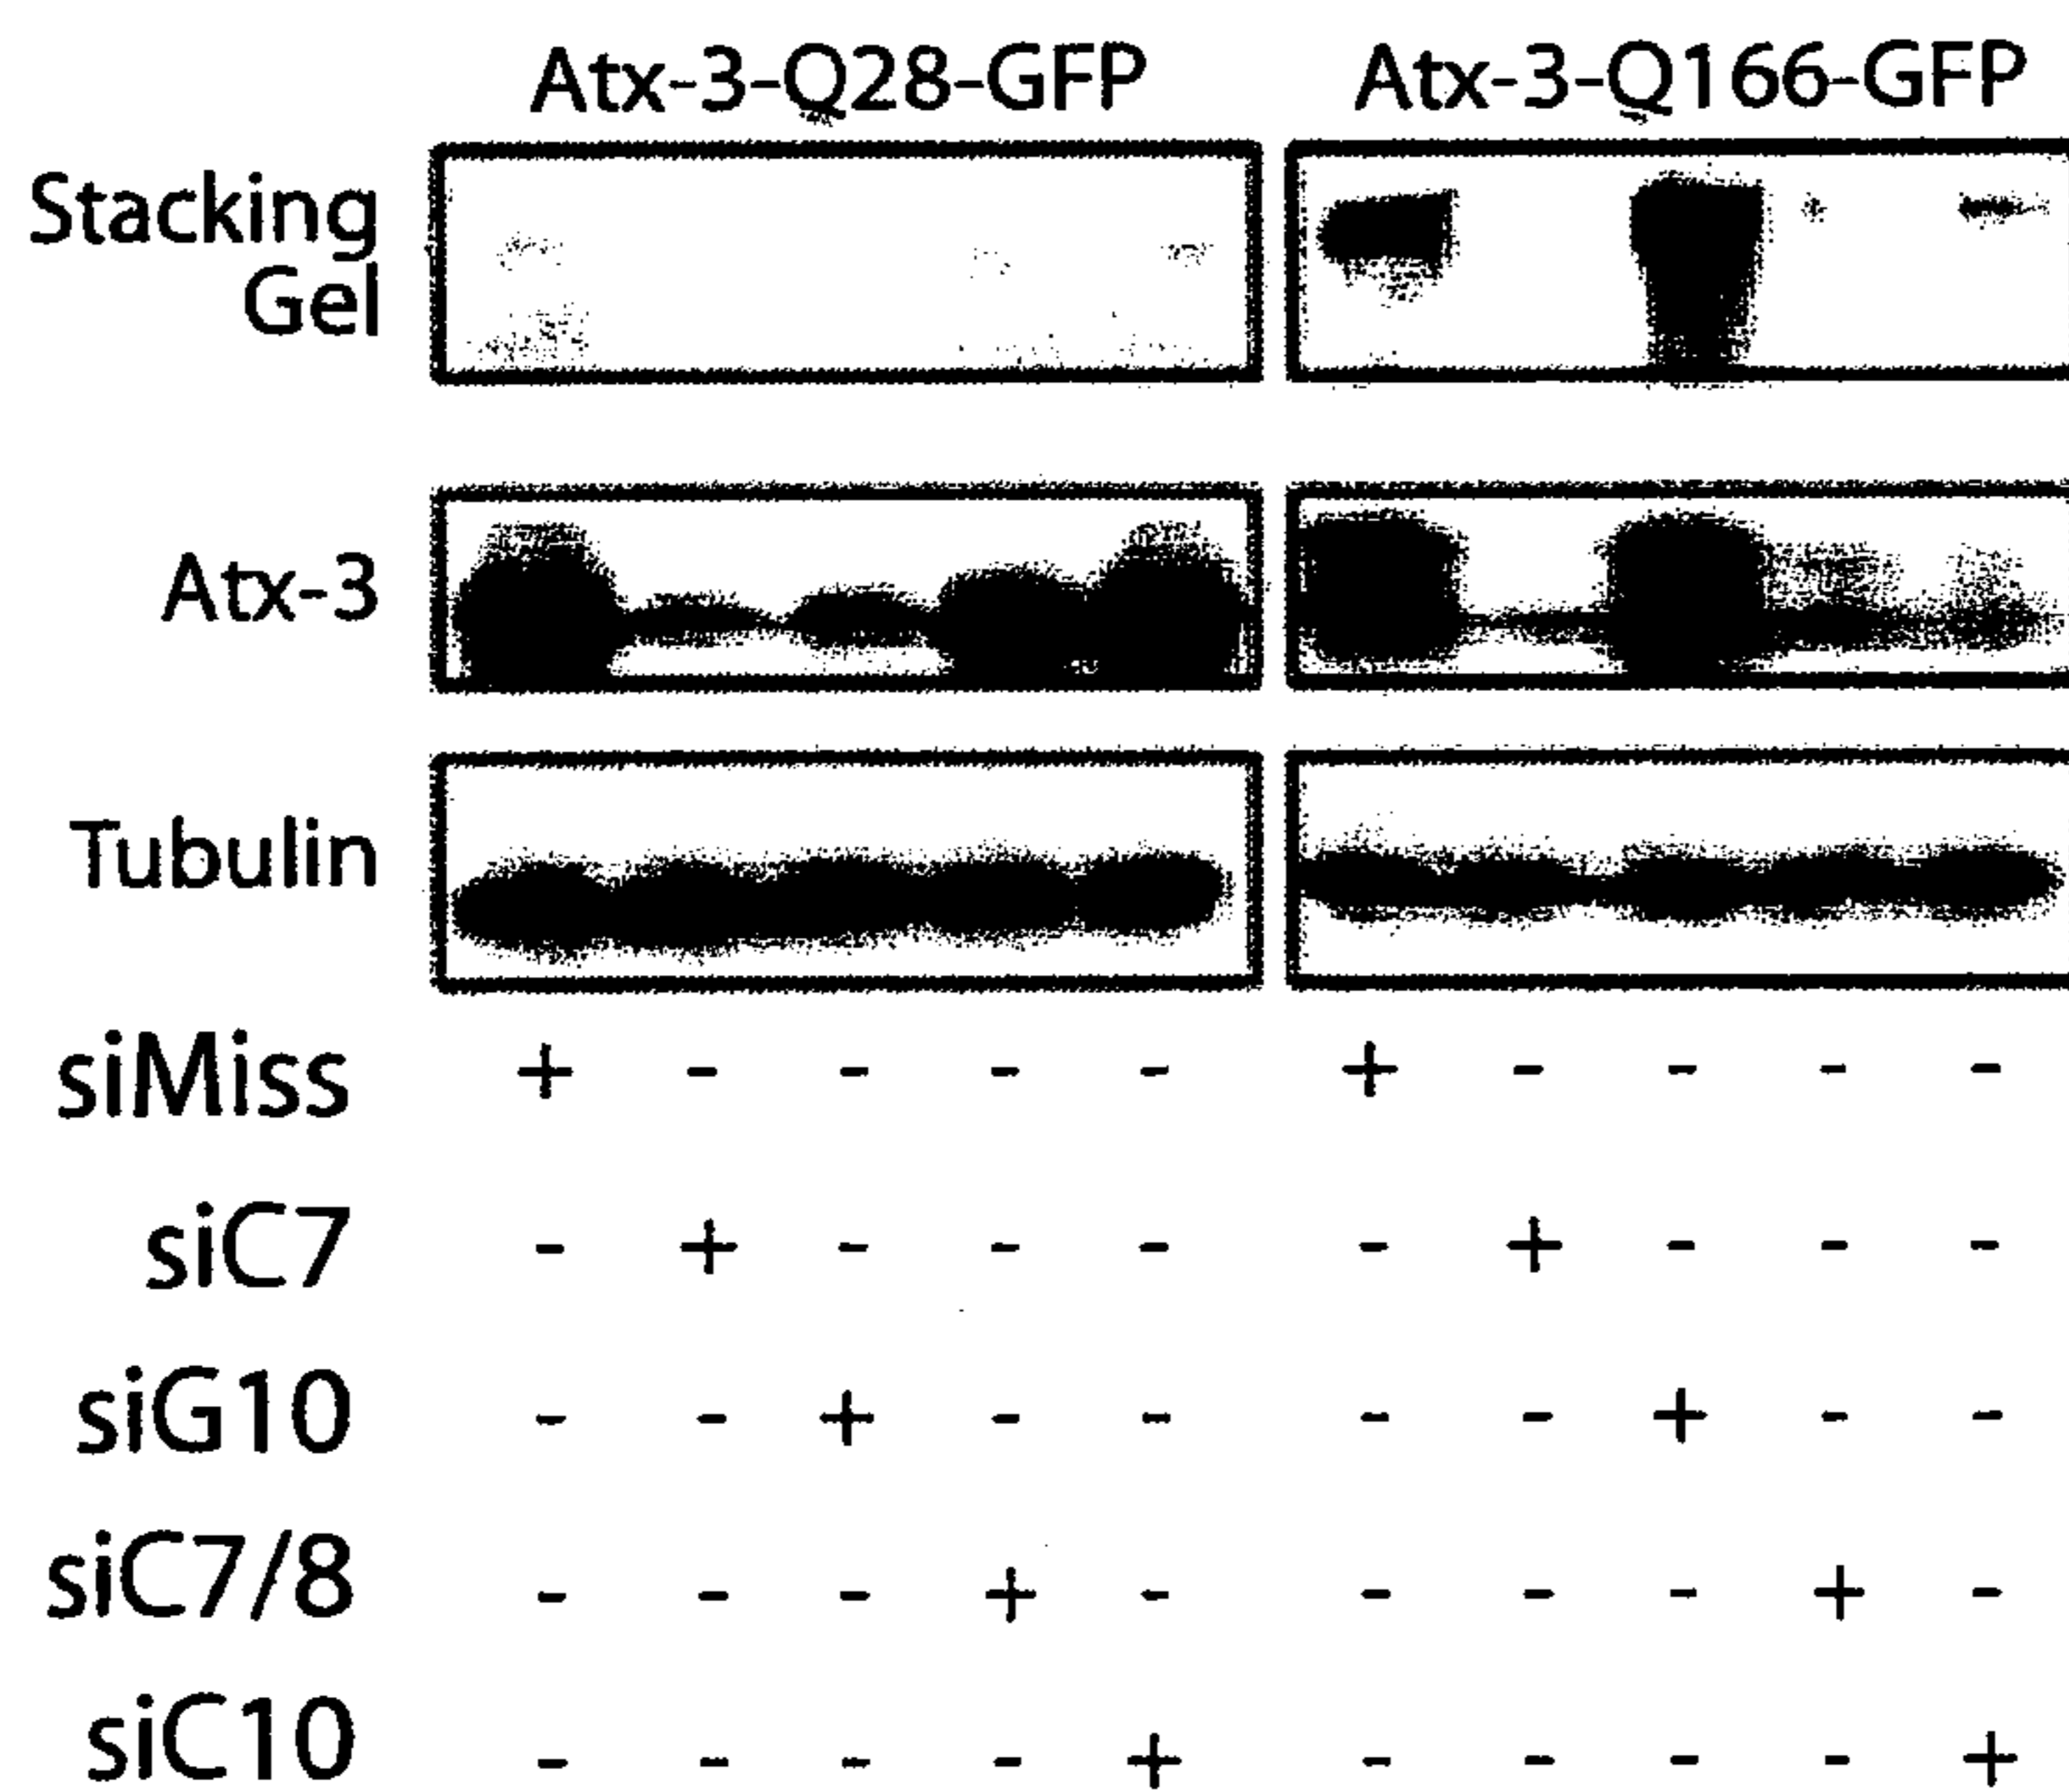 Atx-3-Q28-GFP Atx-3-Q166-GFP
Stacking
Gel
Atx-3
Tubulin
siMiss + - - - - + - - - -
siC7 - + - - - - + - - -
siG10 - - + - - - - + - -
siC7/8 - - - + - - - - + -
siC10 - - - - + - - - - +